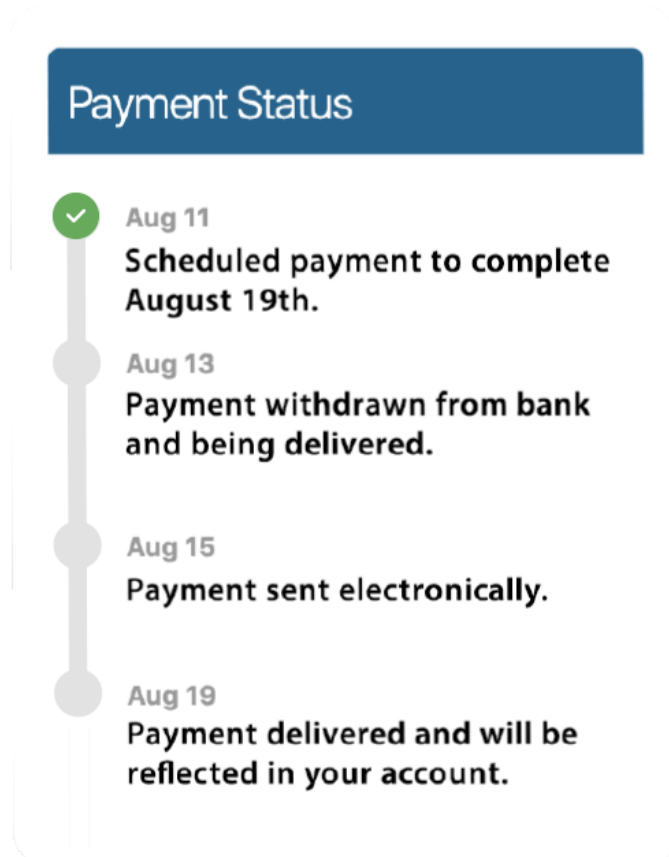 Payment Status
Aug 11
Scheduled payment to complete
August 19th.
Aug 13
Payment withdrawn from bank
and being delivered.
Aug 15
Payment sent electronically.
Aug 19
Payment delivered and will be
reflected in your account.